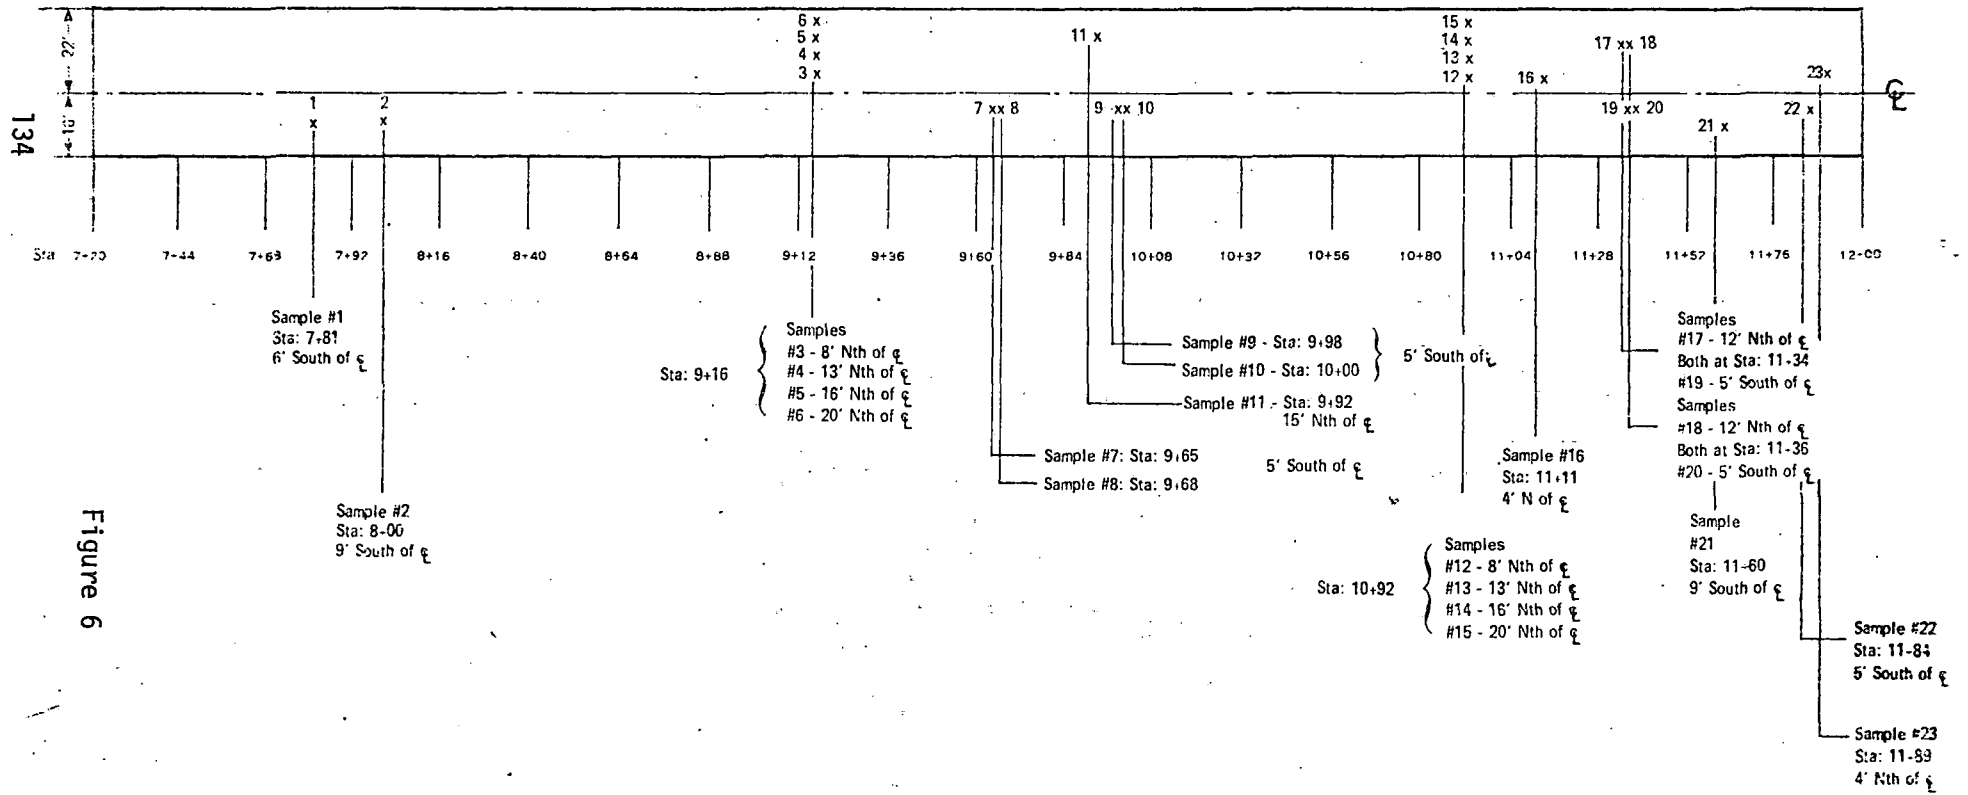 134
Figure 6
22'
10'
6 x
5 x
4 x
3 x
11 x
15 x
14 x
13 x
12 x
17 xx 18
16 x
23x
℄
1
x
2
x
7 xx 8
9 xx 10
19 xx 20
21 x
22 x
Sta 7+20 7+44 7+68 7+92 8+16 8+40 8+64 8+88 9+12 9+36 9+60 9+84 10+08 10+32 10+56 10+80 11+04 11+28 11+52 11+76 12+00
Sample #1
Sta: 7+81
6' South of ℄
Sample #2
Sta: 8+00
9' South of ℄
Sta: 9+16
Samples
#3 - 8' Nth of ℄
#4 - 13' Nth of ℄
#5 - 16' Nth of ℄
#6 - 20' Nth of ℄
Sample #9 - Sta: 9+98
Sample #10 - Sta: 10+00
5' South of ℄
Sample #11 - Sta: 9+92
15' Nth of ℄
Sample #7: Sta: 9+65
Sample #8: Sta: 9+68
5' South of ℄
Sta: 10+92
Samples
#12 - 8' Nth of ℄
#13 - 13' Nth of ℄
#14 - 16' Nth of ℄
#15 - 20' Nth of ℄
Sample #16
Sta: 11+11
4' N of ℄
Samples
#17 - 12' Nth of ℄
Both at Sta: 11+34
#19 - 5' South of ℄
Samples
#18 - 12' Nth of ℄
Both at Sta: 11+36
#20 - 5' South of ℄
Sample
#21
Sta: 11+60
9' South of ℄
Sample #22
Sta: 11+84
5' South of ℄
Sample #23
Sta: 11+89
4' Nth of ℄